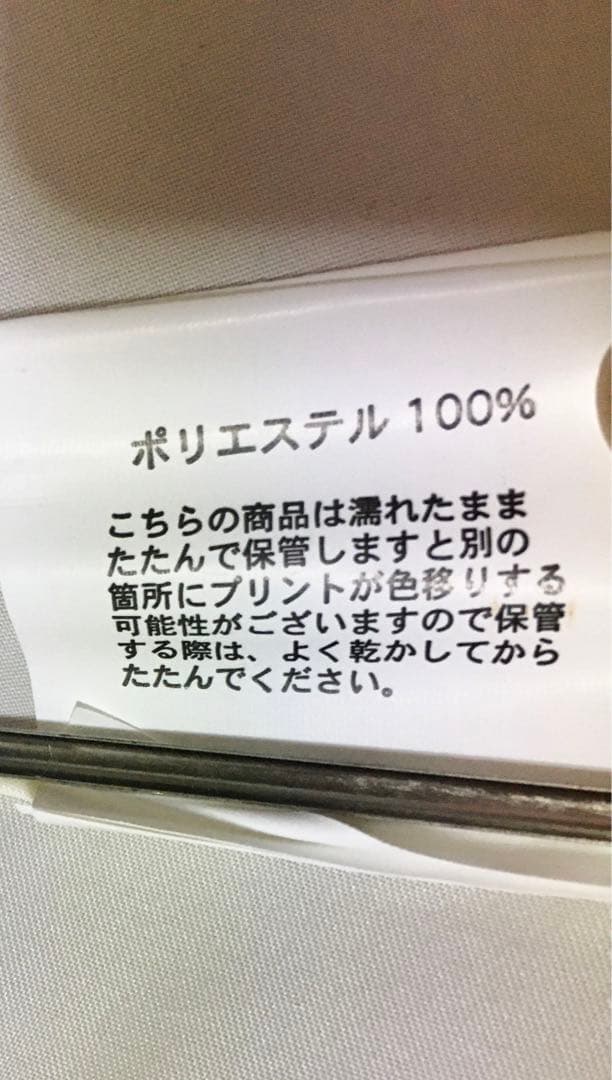 ポリエステル 100%
こちらの商品は濡れたまま
たたんで保管しますと別の
箇所にプリントが色移りする
可能性がございますので保管
する際は、よく乾かしてから
たたんでください。